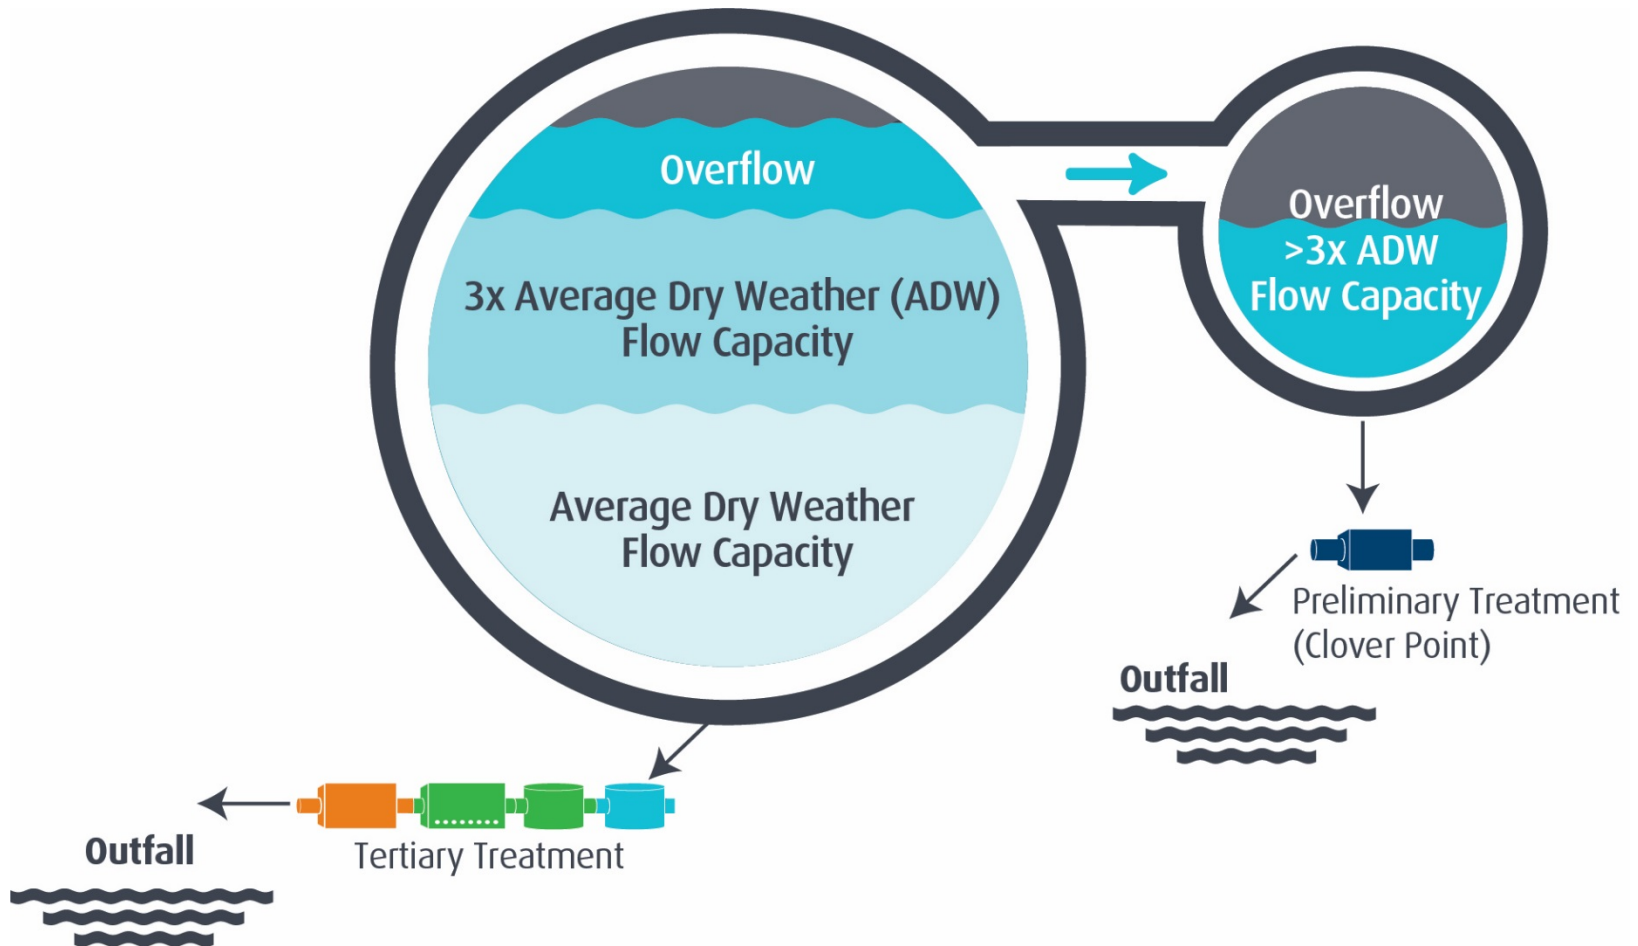 Overflow
3x Average Dry Weather (ADW)
Flow Capacity
Average Dry Weather
Flow Capacity
Overflow
>3x ADW
Flow Capacity
Preliminary Treatment
(Clover Point)
Outfall
Tertiary Treatment
Outfall